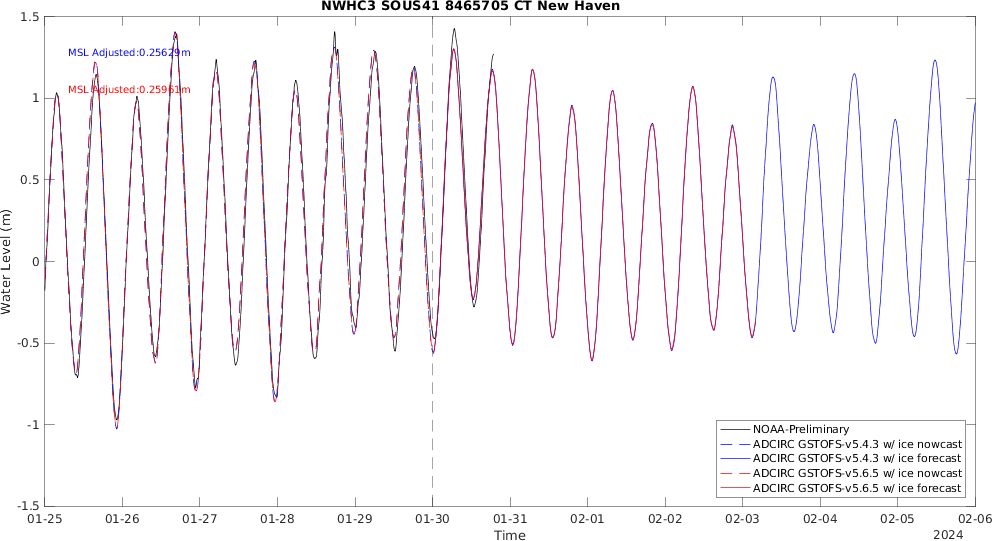 NWHC3 SOUS41 8465705 CT New Haven
1.5
1
0.5
0
-0.5
-1
-1.5
Water Level (m)
MSL Adjusted:0.25629m
MSL Adjusted:0.25961m
NOAA-Preliminary
ADCIRC GSTOFS-v5.4.3 w/ ice nowcast
ADCIRC GSTOFS-v5.4.3 w/ ice forecast
ADCIRC GSTOFS-v5.6.5 w/ ice nowcast
ADCIRC GSTOFS-v5.6.5 w/ ice forecast
01-25 01-26 01-27 01-28 01-29 01-30 01-31 02-01 02-02 02-03 02-04 02-05 02-06
Time
2024